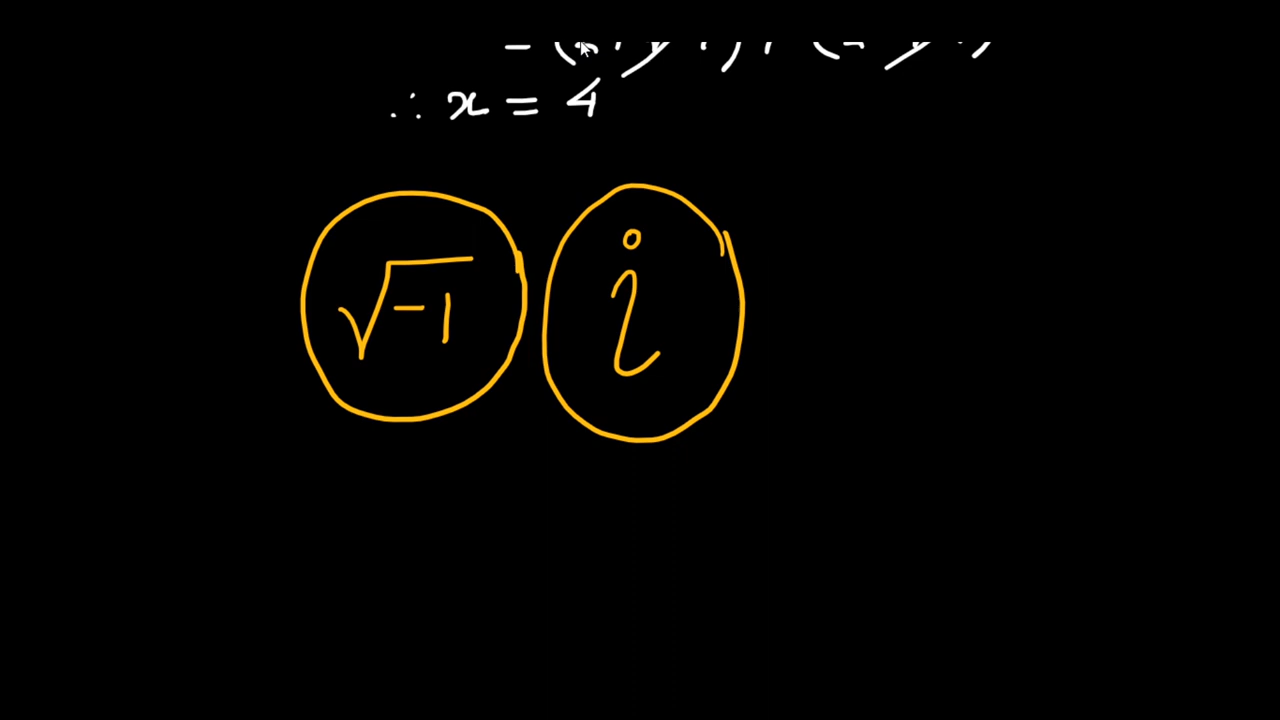 ∴ x = 4
√-1 i